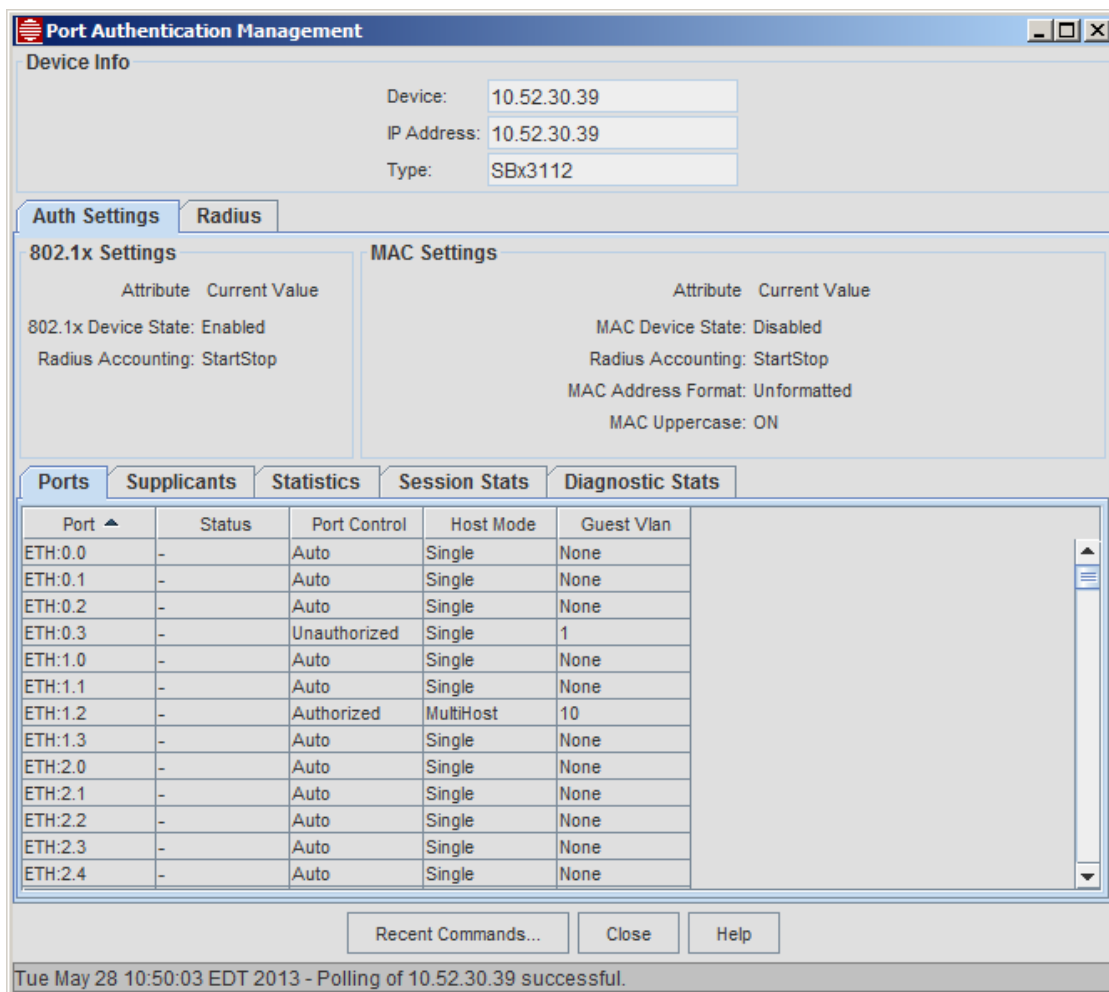 Port Authentication Management
Device Info
Device: 10.52.30.39
IP Address: 10.52.30.39
Type: SBx3112
Auth Settings Radius
802.1x Settings
Attribute Current Value
802.1x Device State: Enabled
Radius Accounting: StartStop
MAC Settings
Attribute Current Value
MAC Device State: Disabled
Radius Accounting: StartStop
MAC Address Format: Unformatted
MAC Uppercase: ON
Ports Supplicants Statistics Session Stats Diagnostic Stats
Port Status Port Control Host Mode Guest Vlan
ETH:0.0 - Auto Single None
ETH:0.1 - Auto Single None
ETH:0.2 - Auto Single None
ETH:0.3 - Unauthorized Single 1
ETH:1.0 - Auto Single None
ETH:1.1 - Auto Single None
ETH:1.2 - Authorized MultiHost 10
ETH:1.3 - Auto Single None
ETH:2.0 - Auto Single None
ETH:2.1 - Auto Single None
ETH:2.2 - Auto Single None
ETH:2.3 - Auto Single None
ETH:2.4 - Auto Single None
Recent Commands... Close Help
Tue May 28 10:50:03 EDT 2013 - Polling of 10.52.30.39 successful.